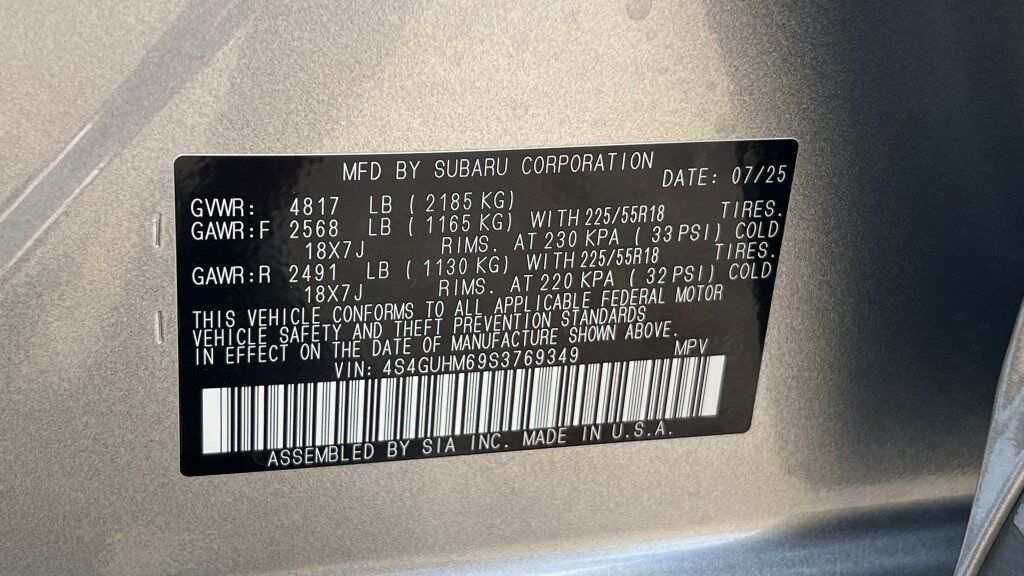 MFD BY SUBARU CORPORATION
DATE: 07/25
GVWR: 4817 LB ( 2185 KG)
GAWR:F 2568 LB ( 1165 KG) WITH 225/55R18 TIRES.
18X7J RIMS. AT 230 KPA ( 33 PSI) COLD
GAWR:R 2491 LB ( 1130 KG) WITH 225/55R18 TIRES.
18X7J RIMS. AT 220 KPA ( 32 PSI) COLD
THIS VEHICLE CONFORMS TO ALL APPLICABLE FEDERAL MOTOR
VEHICLE SAFETY AND THEFT PREVENTION STANDARDS
IN EFFECT ON THE DATE OF MANUFACTURE SHOWN ABOVE.
VIN: 4S4GUHM69S3769349 MPV
ASSEMBLED BY SIA INC. MADE IN U.S.A.